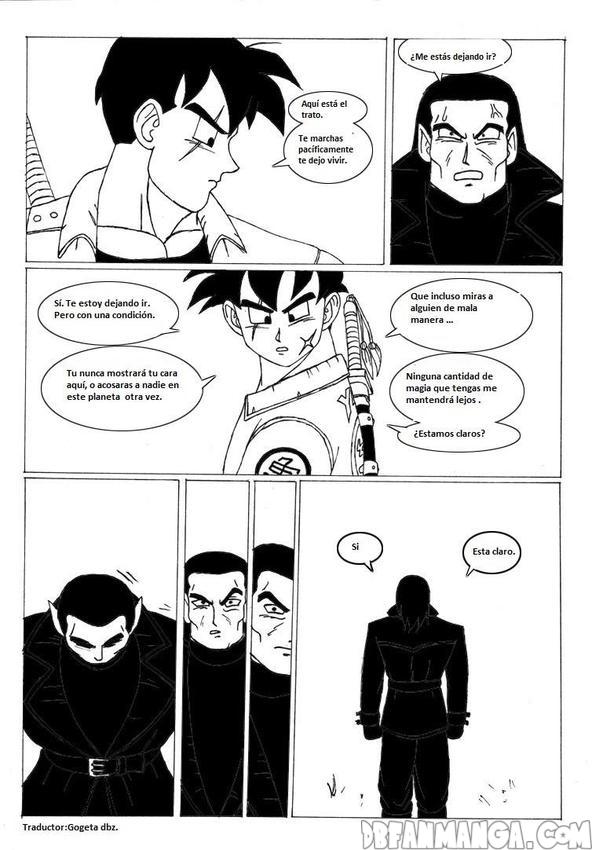 Aquí está el
trato.
Te marchas
pacíficamente
te dejo vivir.
¿Me estás dejando ir?
Sí. Te estoy dejando ir.
Pero con una condición.
Tu nunca mostrará tu cara
aquí, o acosaras a nadie en
este planeta otra vez.
Que incluso miras a
alguien de mala
manera ...
Ninguna cantidad de
magia que tengas me
mantendrá lejos .
¿Estamos claros?
Si
Esta claro.
Traductor:Gogeta dbz.
DBFANMANGA.COM